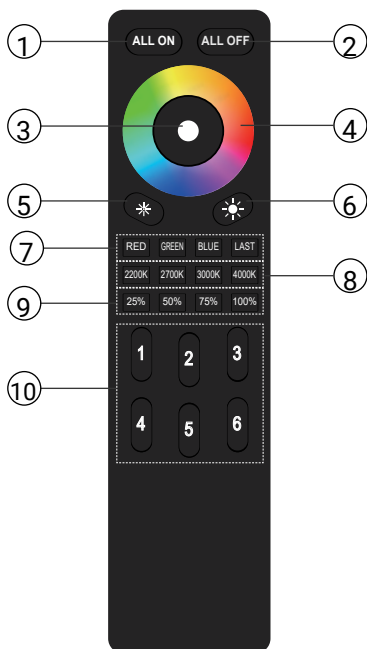 1 ALL ON ALL OFF 2
3 4
5 6
7 RED GREEN BLUE LAST
2200K 2700K 3000K 4000K 8
9 25% 50% 75% 100%
1 2 3
10
4 5 6